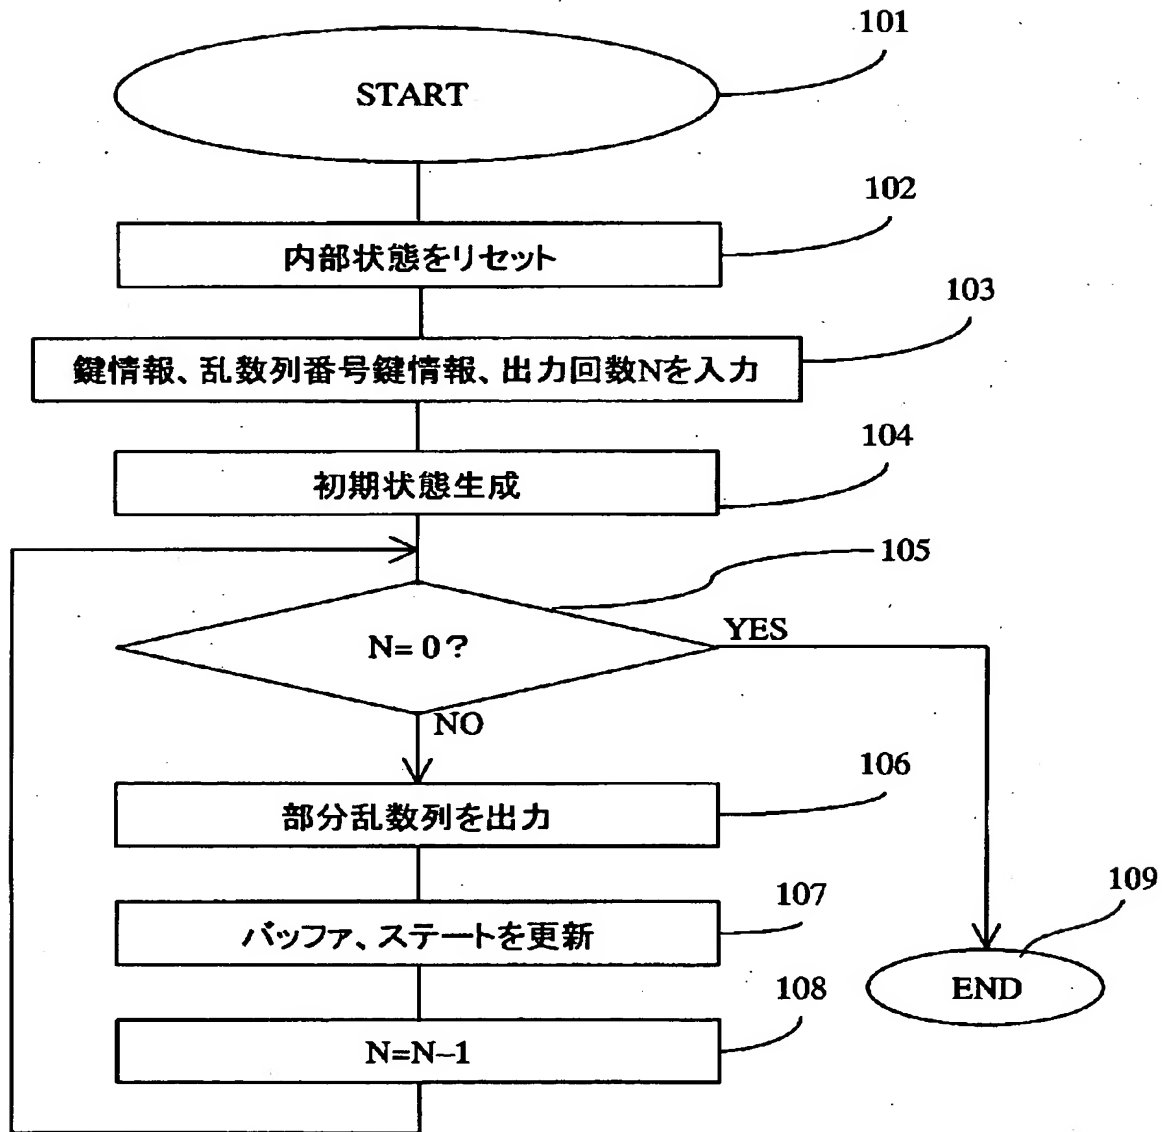 101
START
102
内部状態をリセット
103
鍵情報、乱数列番号鍵情報、出力回数Nを入力
104
初期状態生成
105
N= 0?
YES
NO
106
部分乱数列を出力
107
バッファ、ステートを更新
108
N=N–1
109
END